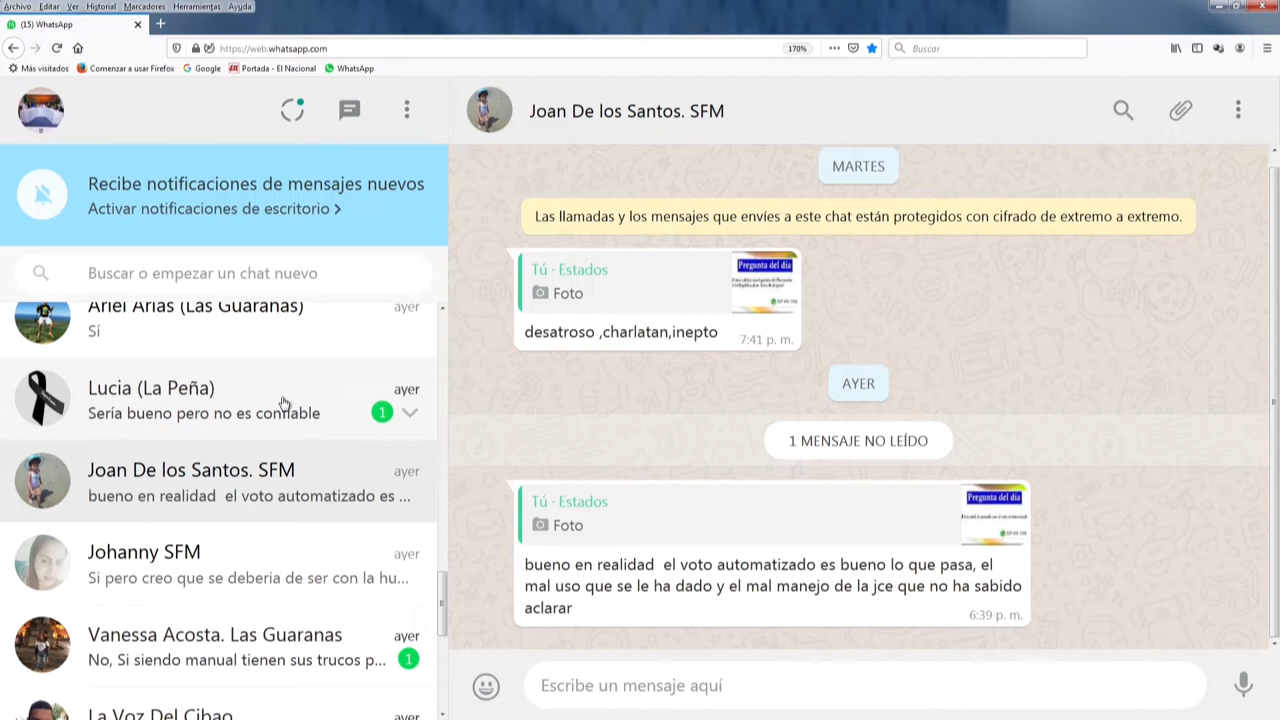 Archivo Editar Ver Historial Marcadores Herramientas Ayuda
(15) WhatsApp
https://web.whatsapp.com
170%
Buscar
Más visitados Comenzar a usar Firefox Google Portada - El Nacional WhatsApp
Recibe notificaciones de mensajes nuevos
Activar notificaciones de escritorio
Buscar o empezar un chat nuevo
Ariel Arias (Las Guaranas) ayer
Sí
Lucia (La Peña) ayer
Sería bueno pero no es confiable 1
Joan De los Santos. SFM ayer
bueno en realidad el voto automatizado es ...
Johanny SFM ayer
Si pero creo que se deberia de ser con la hu...
Vanessa Acosta. Las Guaranas ayer
No, Si siendo manual tienen sus trucos p... 1
La Voz Del Cibao ayer
Joan De los Santos. SFM
MARTES
Las llamadas y los mensajes que envíes a este chat están protegidos con cifrado de extremo a extremo.
Tú · Estados
Foto
Pregunta del día
desatroso ,charlatan,inepto
7:41 p. m.
AYER
1 MENSAJE NO LEÍDO
Tú · Estados
Foto
Pregunta del día
bueno en realidad el voto automatizado es bueno lo que pasa, el
mal uso que se le ha dado y el mal manejo de la jce que no ha sabido
aclarar
6:39 p. m.
Escribe un mensaje aquí